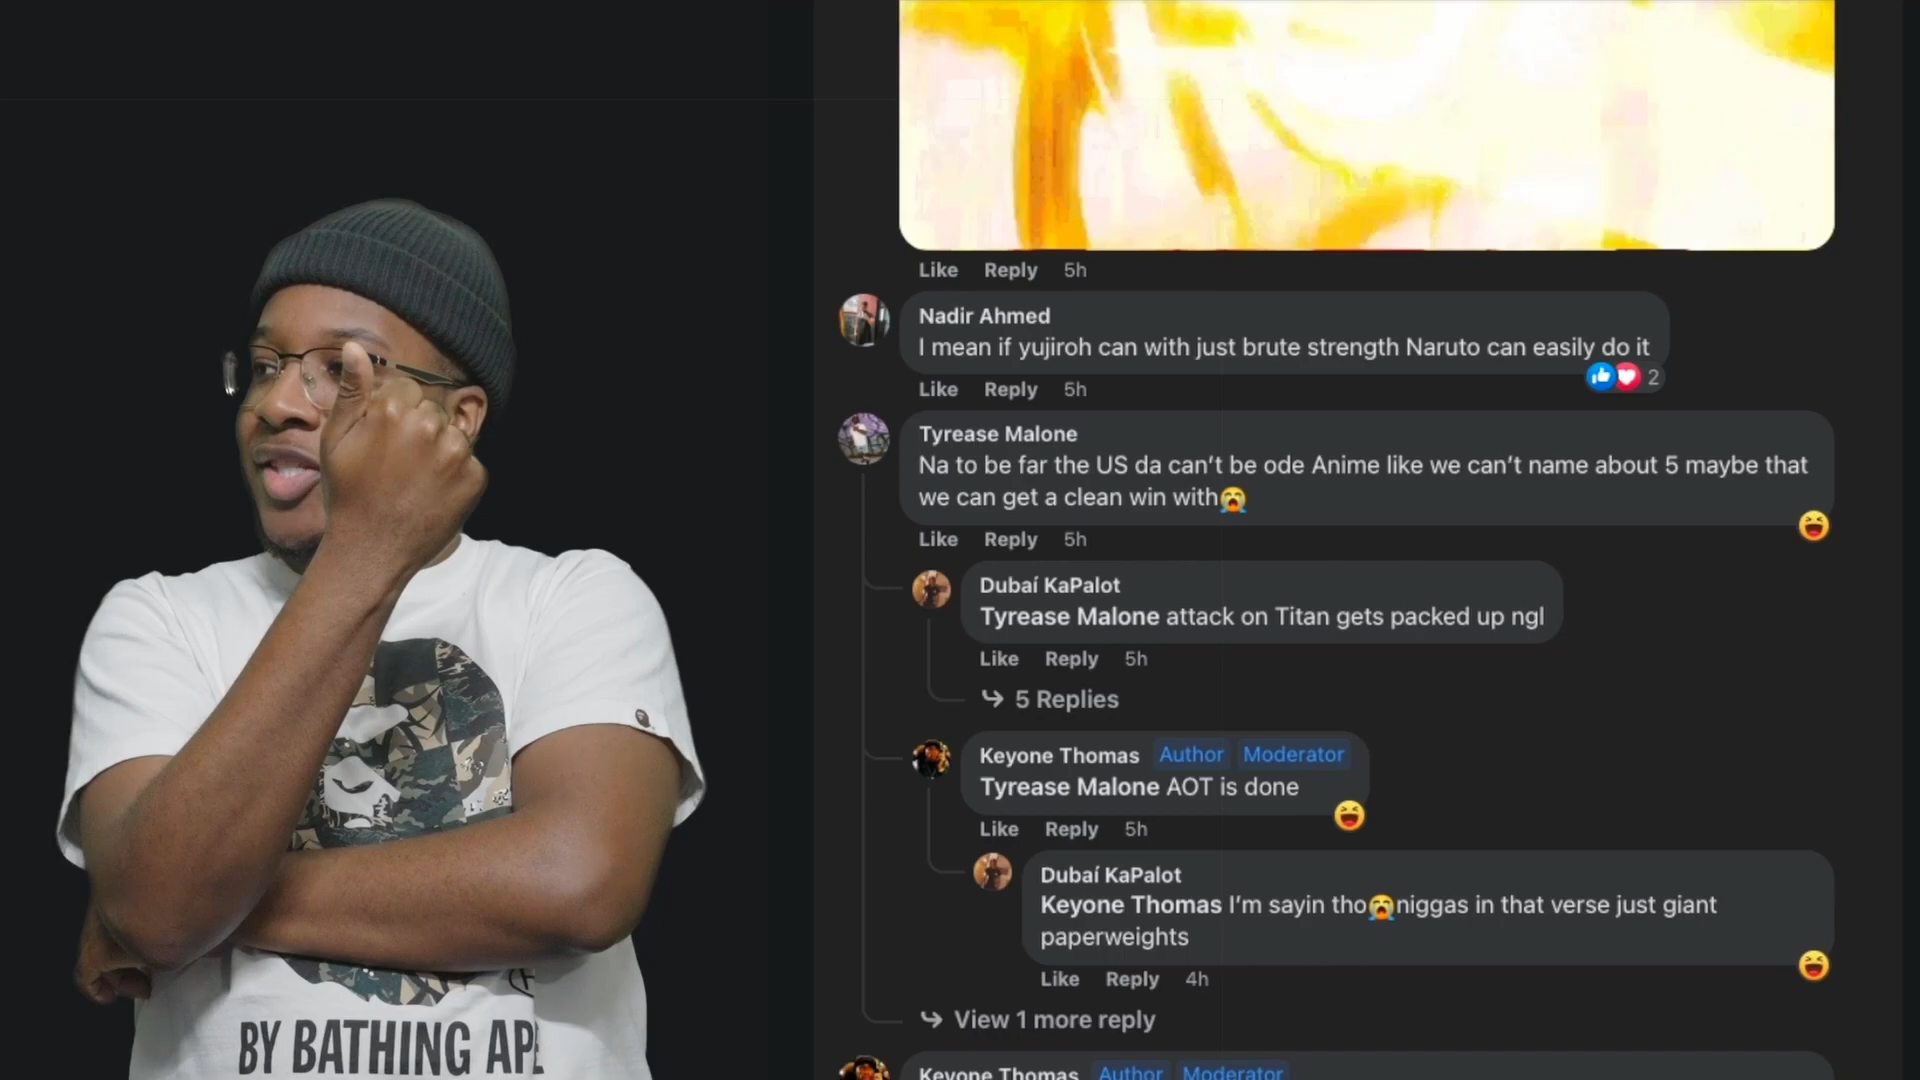 Like Reply 5h
Nadir Ahmed
I mean if yujiroh can with just brute strength Naruto can easily do it
2
Like Reply 5h
Tyrease Malone
Na to be far the US da can't be ode Anime like we can't name about 5 maybe that
we can get a clean win with😭
Like Reply 5h
Dubaí KaPalot
Tyrease Malone attack on Titan gets packed up ngl
Like Reply 5h
5 Replies
Keyone Thomas Author Moderator
Tyrease Malone AOT is done
Like Reply 5h
Dubaí KaPalot
Keyone Thomas I'm sayin tho😭niggas in that verse just giant
paperweights
Like Reply 4h
View 1 more reply
Keyone Thomas Author Moderator
BY BATHING APE